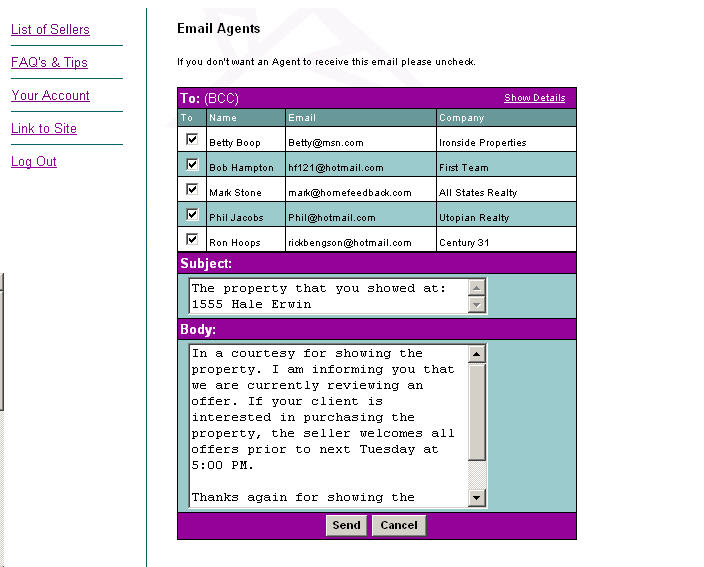 List of Sellers
FAQ's & Tips
Your Account
Link to Site
Log Out
Email Agents
If you don't want an Agent to receive this email please uncheck.
To: (BCC) Show Details
To Name Email Company
Betty Boop Betty@msn.com Ironside Properties
Bob Hampton hf121@hotmail.com First Team
Mark Stone mark@homefeedback.com All States Realty
Phil Jacobs Phil@hotmail.com Utopian Realty
Ron Hoops rickbengson@hotmail.com Century 31
Subject:
The property that you showed at:
1555 Hale Erwin
Body:
In a courtesy for showing the
property. I am informing you that
we are currently reviewing an
offer. If your client is
interested in purchasing the
property, the seller welcomes all
offers prior to next Tuesday at
5:00 PM.
Thanks again for showing the
Send Cancel